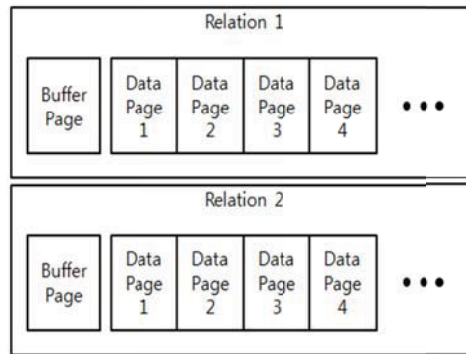 Relation 1
Buffer
Page
Data
Page
1
Data
Page
2
Data
Page
3
Data
Page
4
Relation 2
Buffer
Page
Data
Page
1
Data
Page
2
Data
Page
3
Data
Page
4